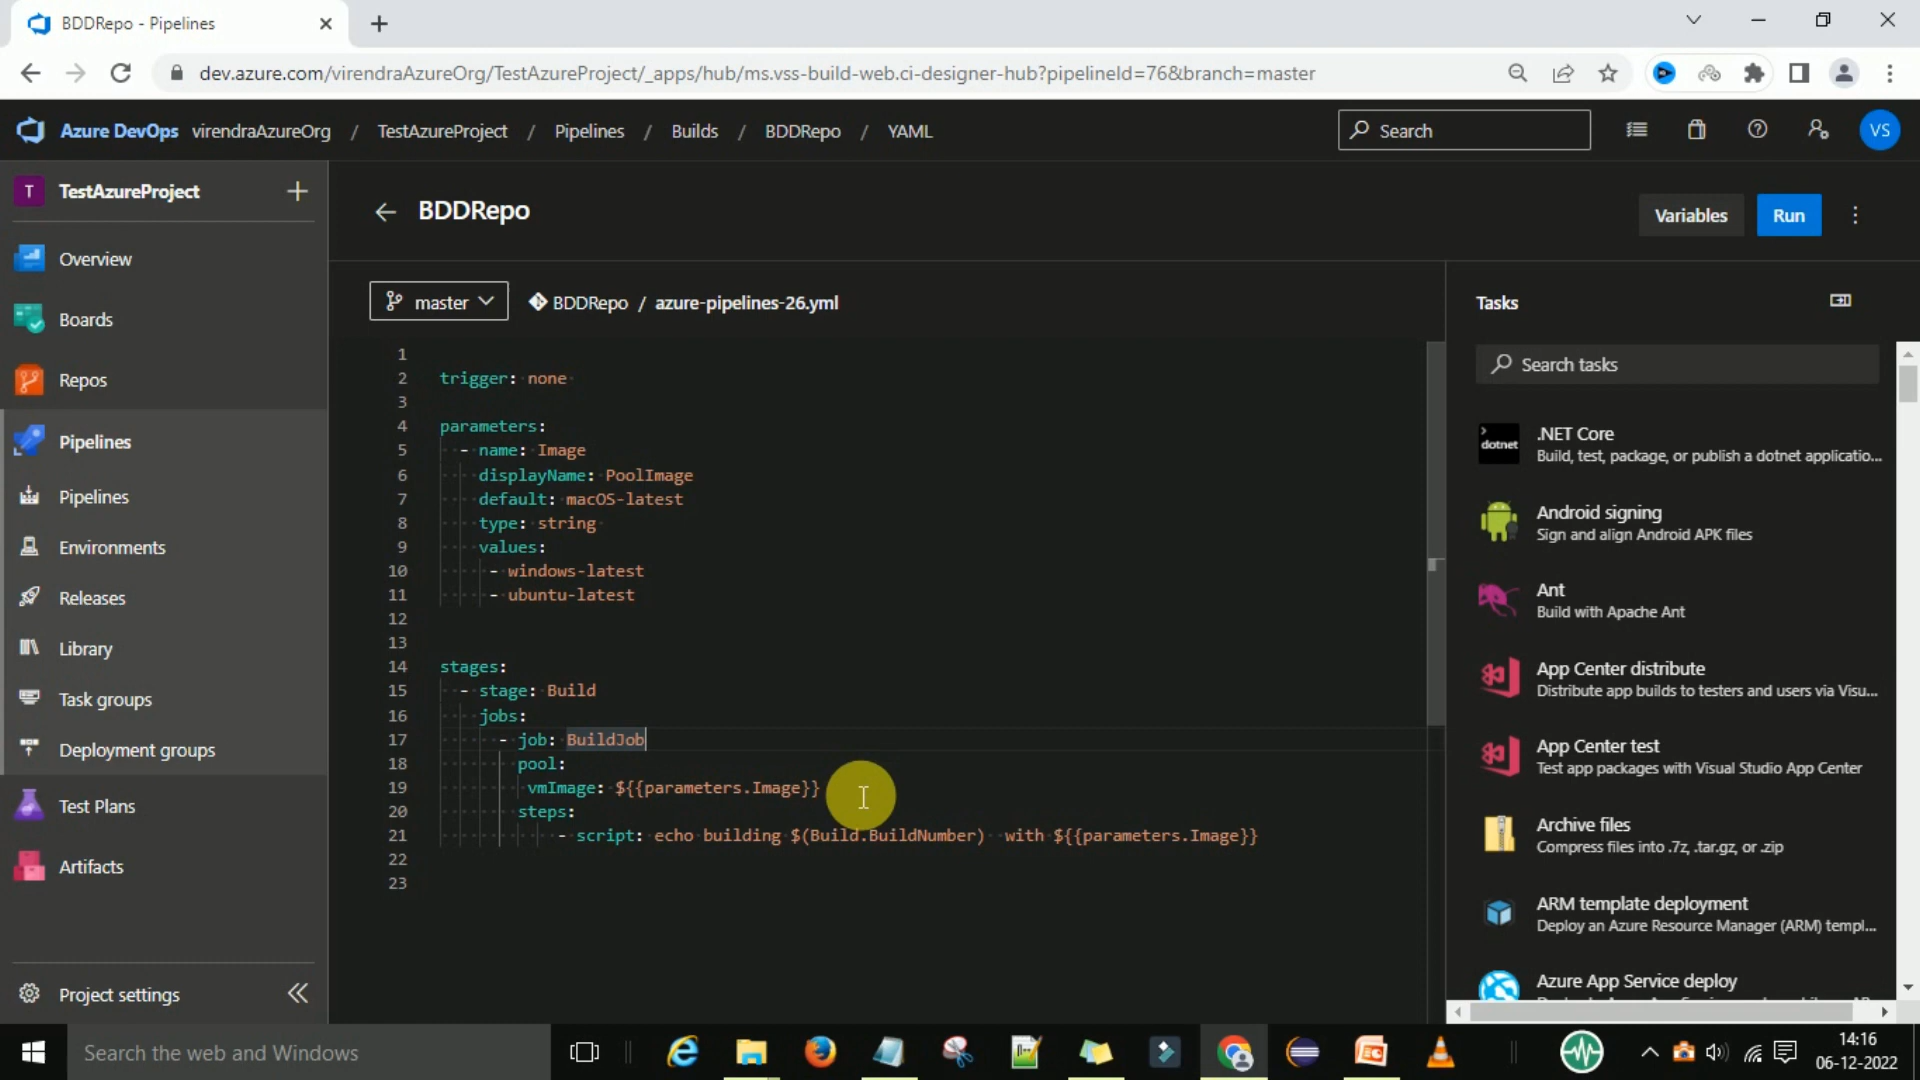 BDDRepo - Pipelines
dev.azure.com/virendraAzureOrg/TestAzureProject/_apps/hub/ms.vss-build-web.ci-designer-hub?pipelineId=76&branch=master
Azure DevOps virendraAzureOrg / TestAzureProject / Pipelines / Builds / BDDRepo / YAML
Search
VS
T TestAzureProject
Overview
Boards
Repos
Pipelines
Pipelines
Environments
Releases
Library
Task groups
Deployment groups
Test Plans
Artifacts
Project settings
BDDRepo
Variables
Run
master
BDDRepo / azure-pipelines-26.yml
1
2 trigger: none
3
4 parameters:
5 - name: Image
6 displayName: PoolImage
7 default: macOS-latest
8 type: string
9 values:
10 - windows-latest
11 - ubuntu-latest
12
13
14 stages:
15 - stage: Build
16 jobs:
17 - job: BuildJob
18 pool:
19 vmImage: ${{parameters.Image}}
20 steps:
21 - script: echo building $(Build.BuildNumber) with ${{parameters.Image}}
22
23
Tasks
Search tasks
dotnet
.NET Core
Build, test, package, or publish a dotnet applicatio...
Android signing
Sign and align Android APK files
Ant
Build with Apache Ant
App Center distribute
Distribute app builds to testers and users via Visu...
App Center test
Test app packages with Visual Studio App Center
Archive files
Compress files into .7z, .tar.gz, or .zip
ARM template deployment
Deploy an Azure Resource Manager (ARM) templ...
Azure App Service deploy
Search the web and Windows
14:16
06-12-2022